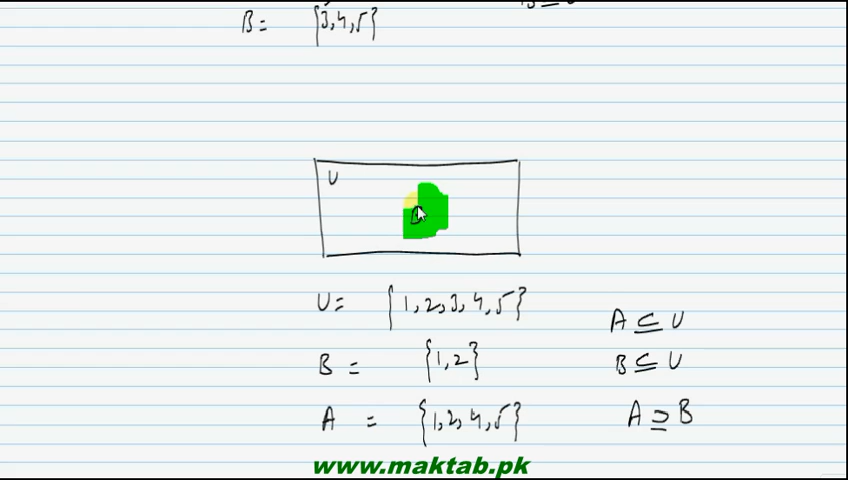 B = {3,4,5}
U
U = {1,2,3,4,5}
A ⊆ U
B = {1,2}
B ⊆ U
A = {1,2,4,5}
A ⊇ B
www.maktab.pk